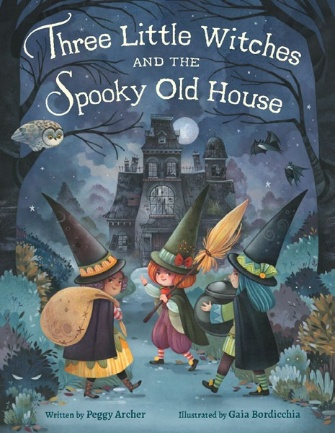 Three Little Witches
AND THE
Spooky Old House
Written by Peggy Archer Illustrated by Gaia Bordicchia